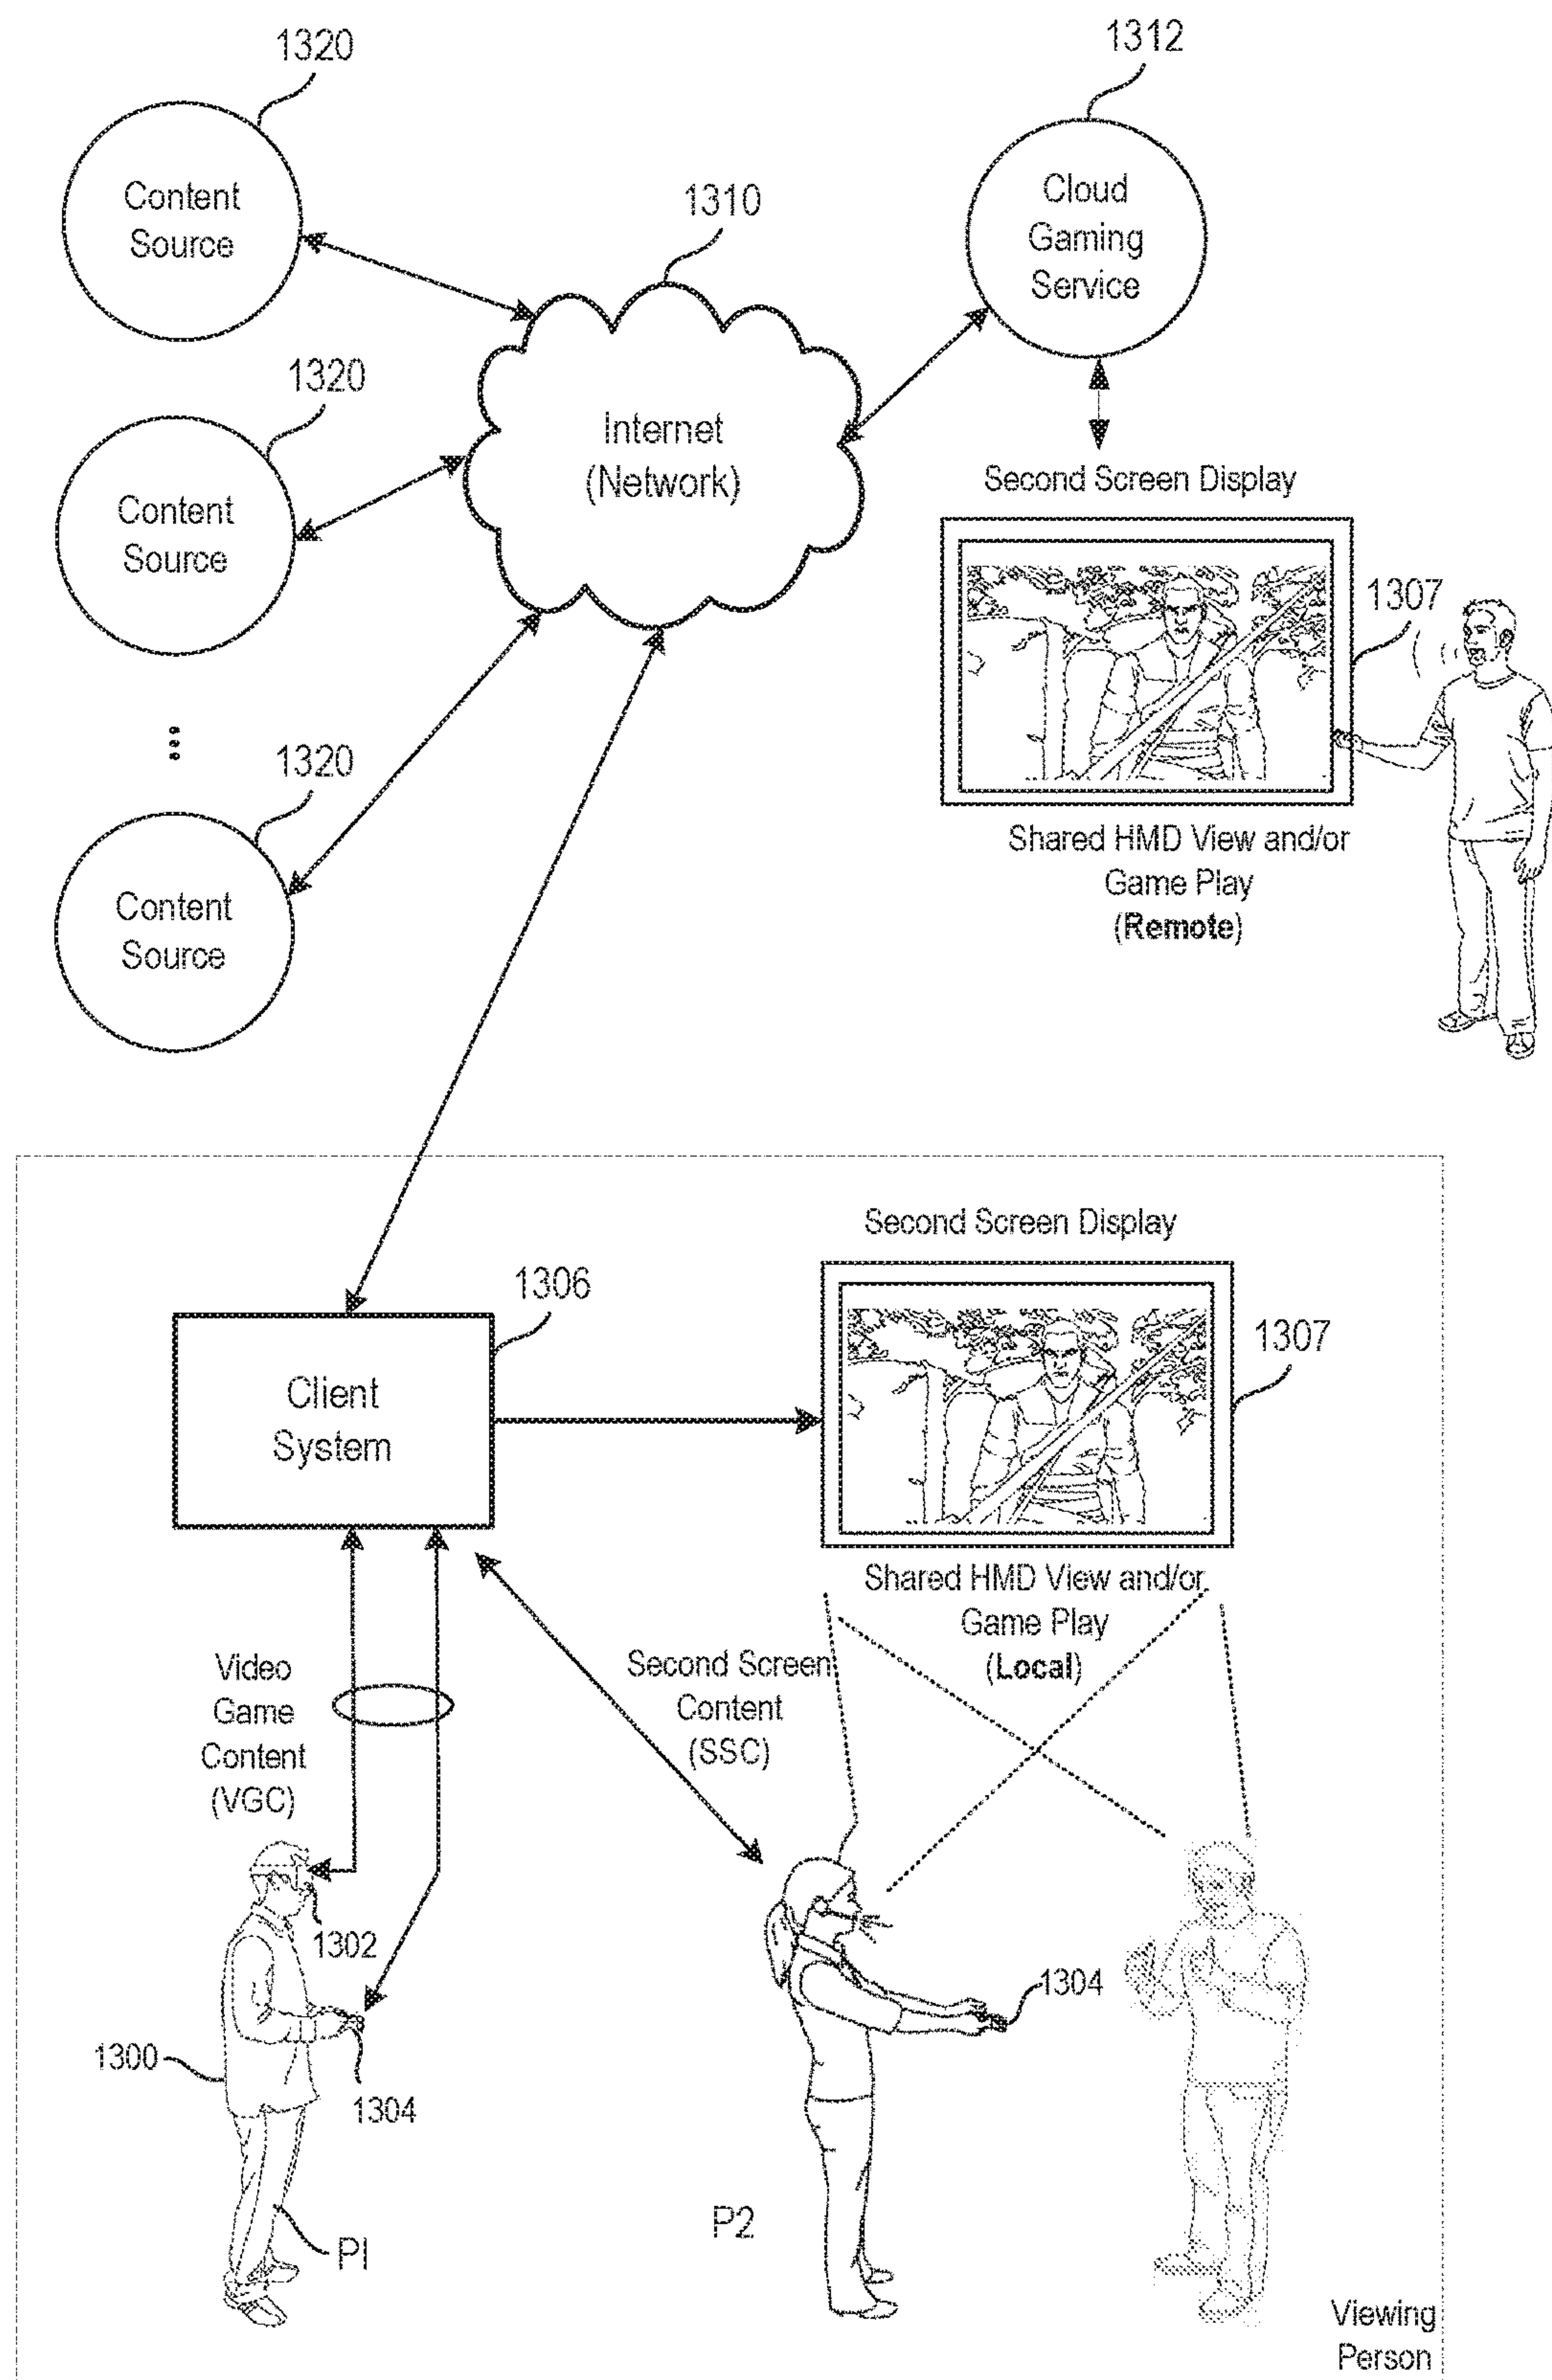 1320
1312
Content
Source
1310
Cloud
Gaming
Service
1320
Internet
(Network)
Content
Source
Second Screen Display
1307
1320
Shared HMD View and/or
Game Play
(Remote)
Content
Source
Second Screen Display
1306
1307
Client
System
Shared HMD View and/or
Game Play
(Local)
Video
Game
Content
(VGC)
Second Screen
Content
(SSC)
1302
1304
1300
1304
P2
PI
Viewing
Person